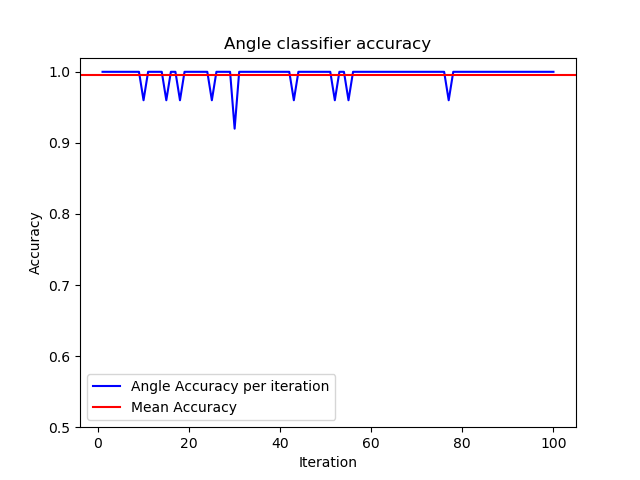 Angle classifier accuracy
1.0
0.9
0.8
0.7
0.6
0.5
Accuracy
Angle Accuracy per iteration
Mean Accuracy
0 20 40 60 80 100
Iteration